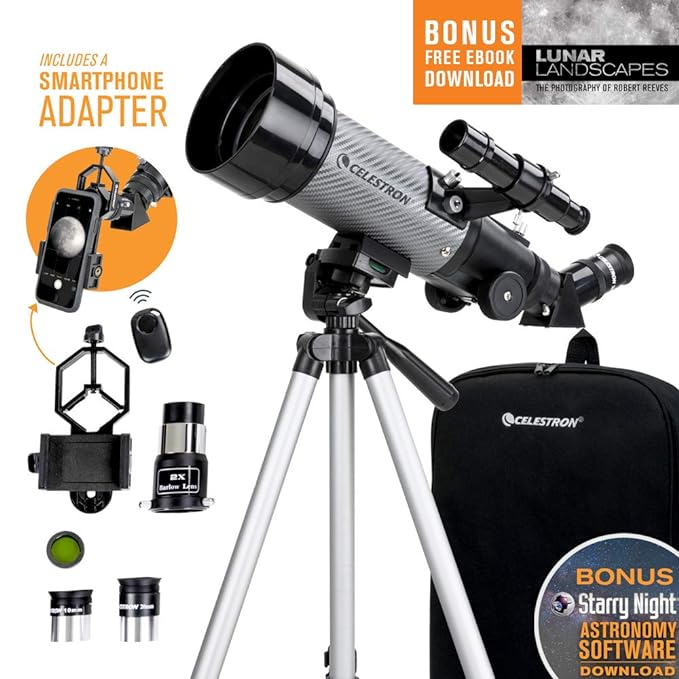 INCLUDES A
SMARTPHONE
ADAPTER
BONUS
FREE EBOOK
DOWNLOAD
LUNAR
LANDSCAPES
THE PHOTOGRAPHY OF ROBERT REEVES
CELESTRON
CELESTRON®
2X
Barlow Lens
10mm
BONUS
Starry Night
ASTRONOMY
SOFTWARE
DOWNLOAD